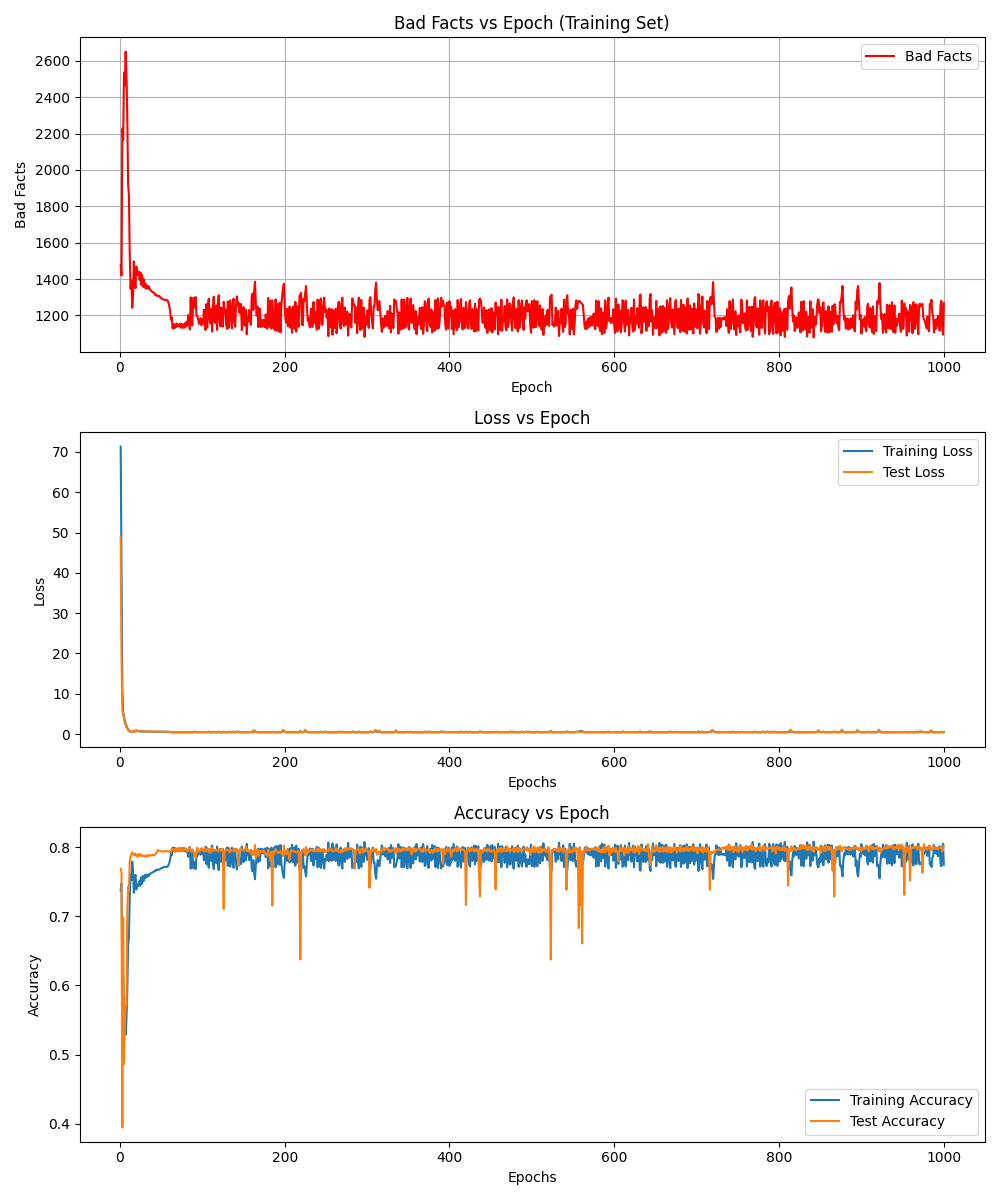 Bad Facts vs Epoch (Training Set)
2600
2400
2200
2000
1800
1600
1400
1200
Bad Facts
Bad Facts
0 200 400 600 800 1000
Epoch
Loss vs Epoch
70
60
50
40
30
20
10
0
Loss
Training Loss
Test Loss
0 200 400 600 800 1000
Epochs
Accuracy vs Epoch
0.8
0.7
0.6
0.5
0.4
Accuracy
Training Accuracy
Test Accuracy
0 200 400 600 800 1000
Epochs